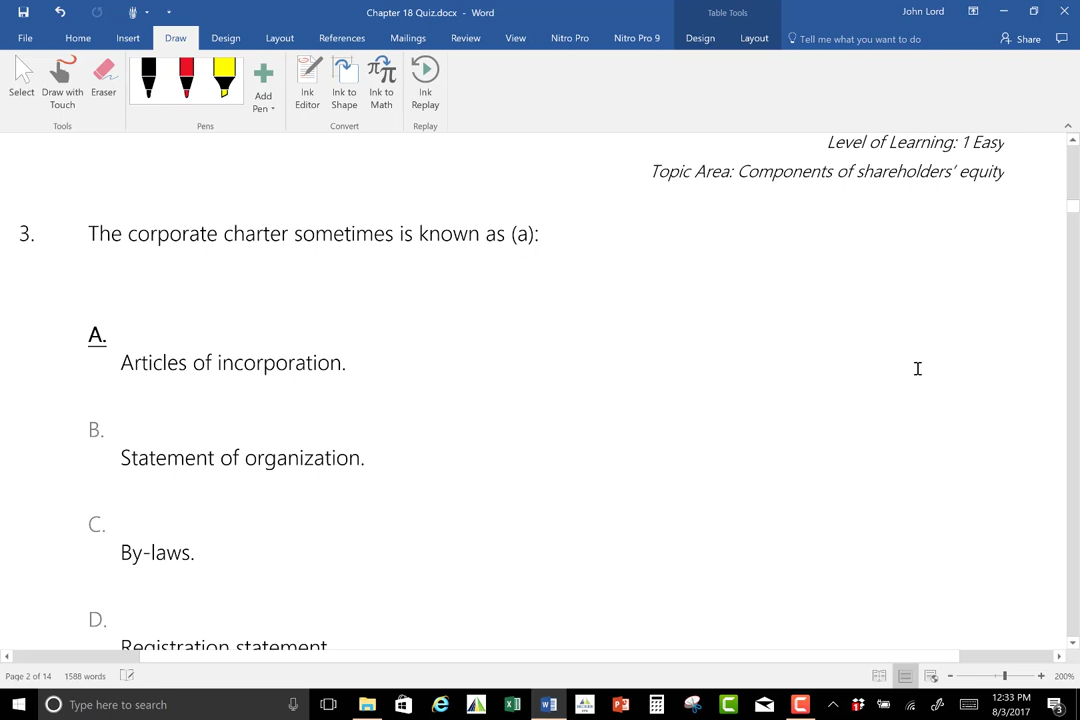 Chapter 18 Quiz.docx - Word
Table Tools
John Lord
File Home Insert Draw Design Layout References Mailings Review View Nitro Pro Nitro Pro 9 Design Layout Tell me what you want to do Share
Select
Draw with Touch
Eraser
Add Pen
Ink Editor
Ink to Shape
Ink to Math
Ink Replay
Tools Pens Convert Replay
Level of Learning: 1 Easy
Topic Area: Components of shareholders' equity
3. The corporate charter sometimes is known as (a):
A.
Articles of incorporation.
B.
Statement of organization.
C.
By-laws.
D.
Registration statement
Page 2 of 14 1588 words 200%
Type here to search
12:33 PM
8/3/2017